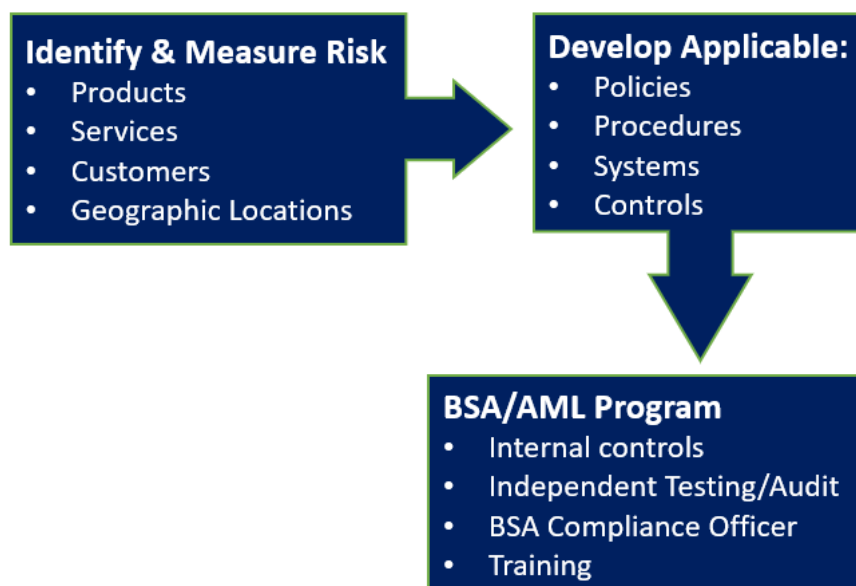 Identify & Measure Risk
• Products
• Services
• Customers
• Geographic Locations
Develop Applicable:
• Policies
• Procedures
• Systems
• Controls
BSA/AML Program
• Internal controls
• Independent Testing/Audit
• BSA Compliance Officer
• Training